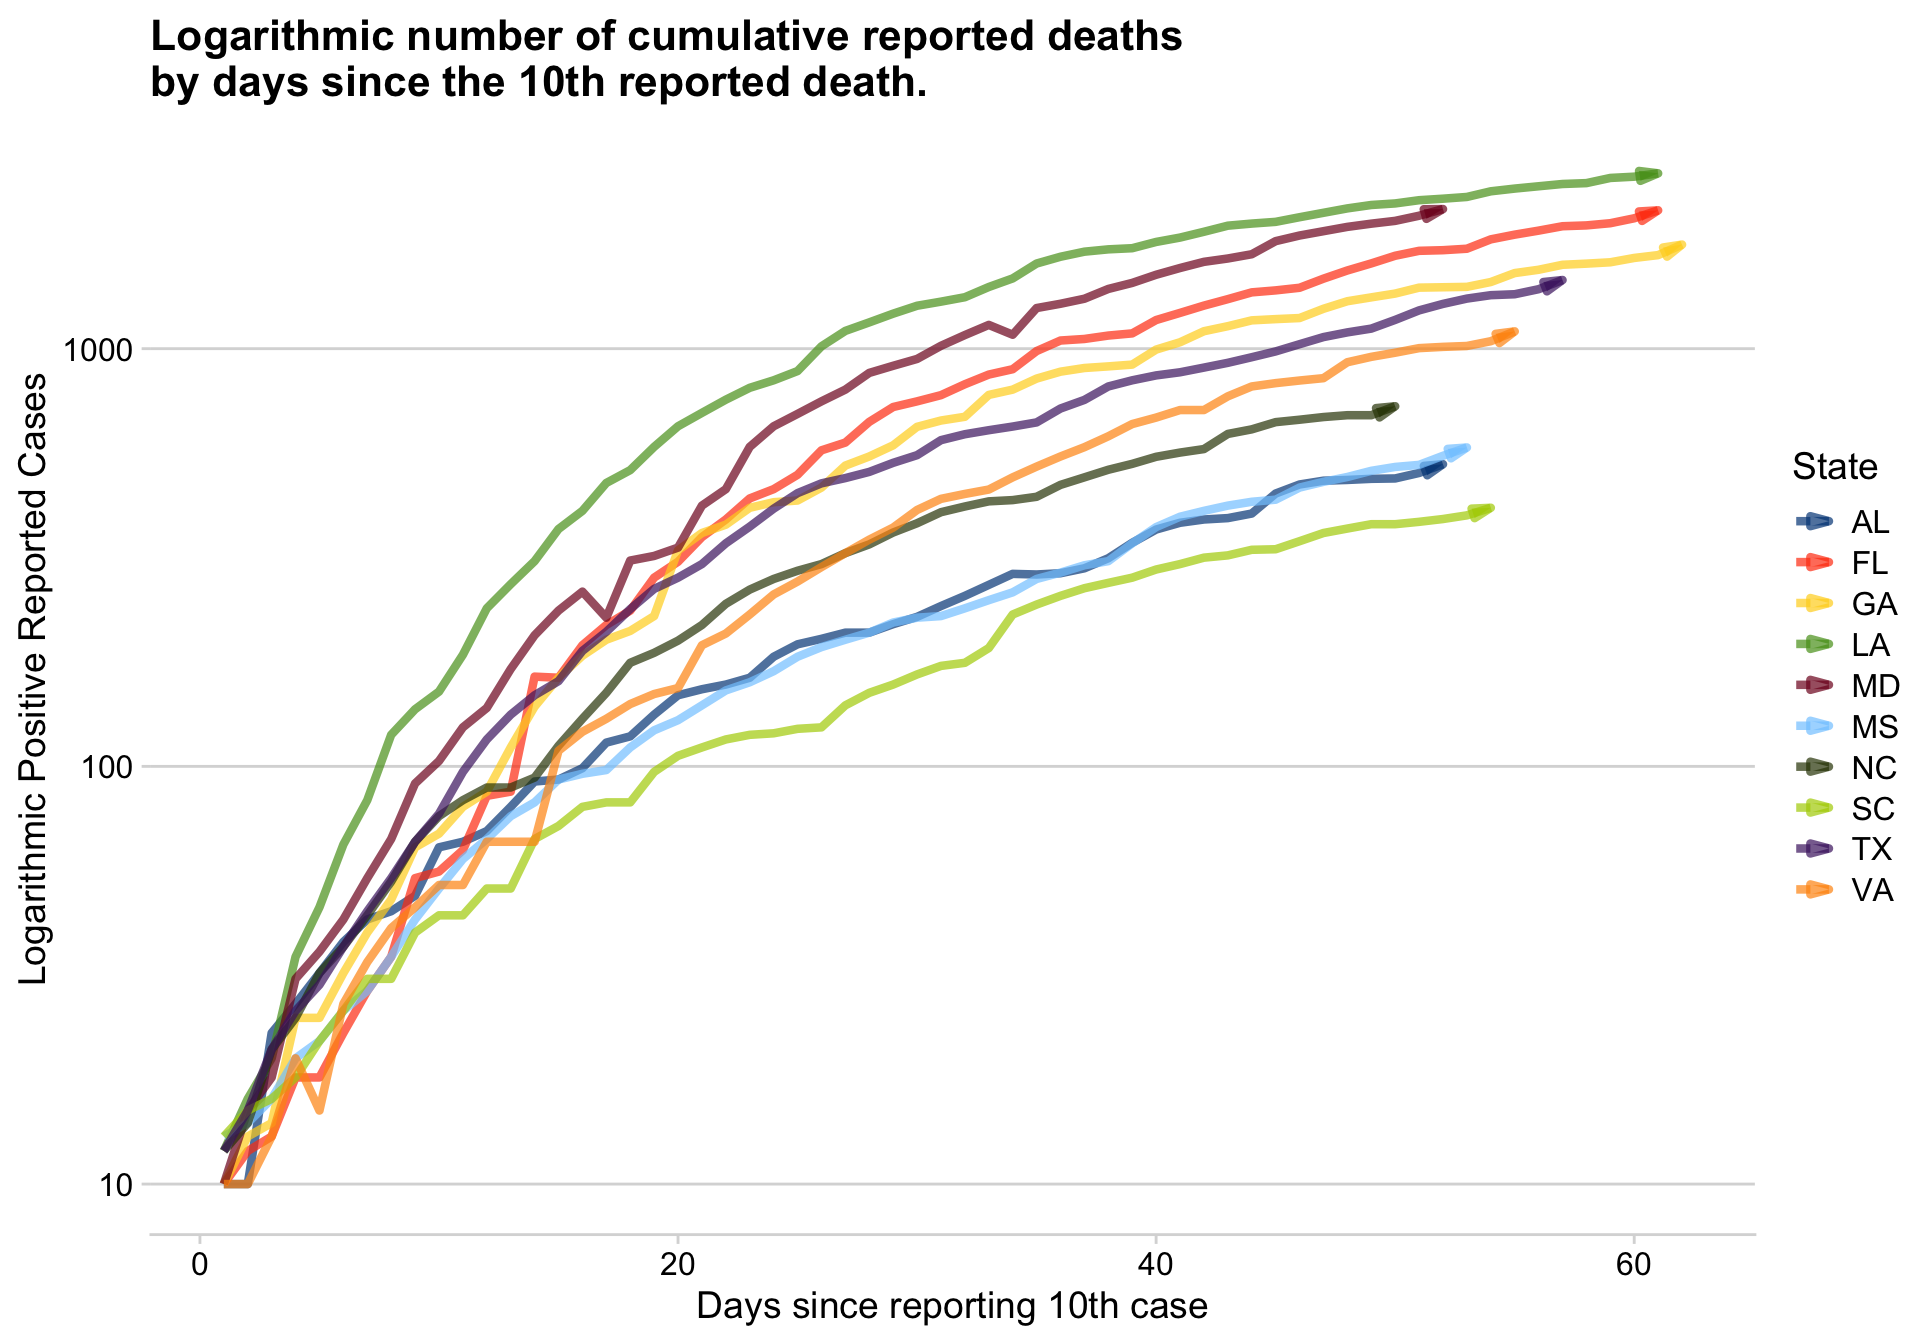 Logarithmic number of cumulative reported deaths
by days since the 10th reported death.
Logarithmic Positive Reported Cases
1000
100
10
0
20
40
60
Days since reporting 10th case
State
AL
FL
GA
LA
MD
MS
NC
SC
TX
VA